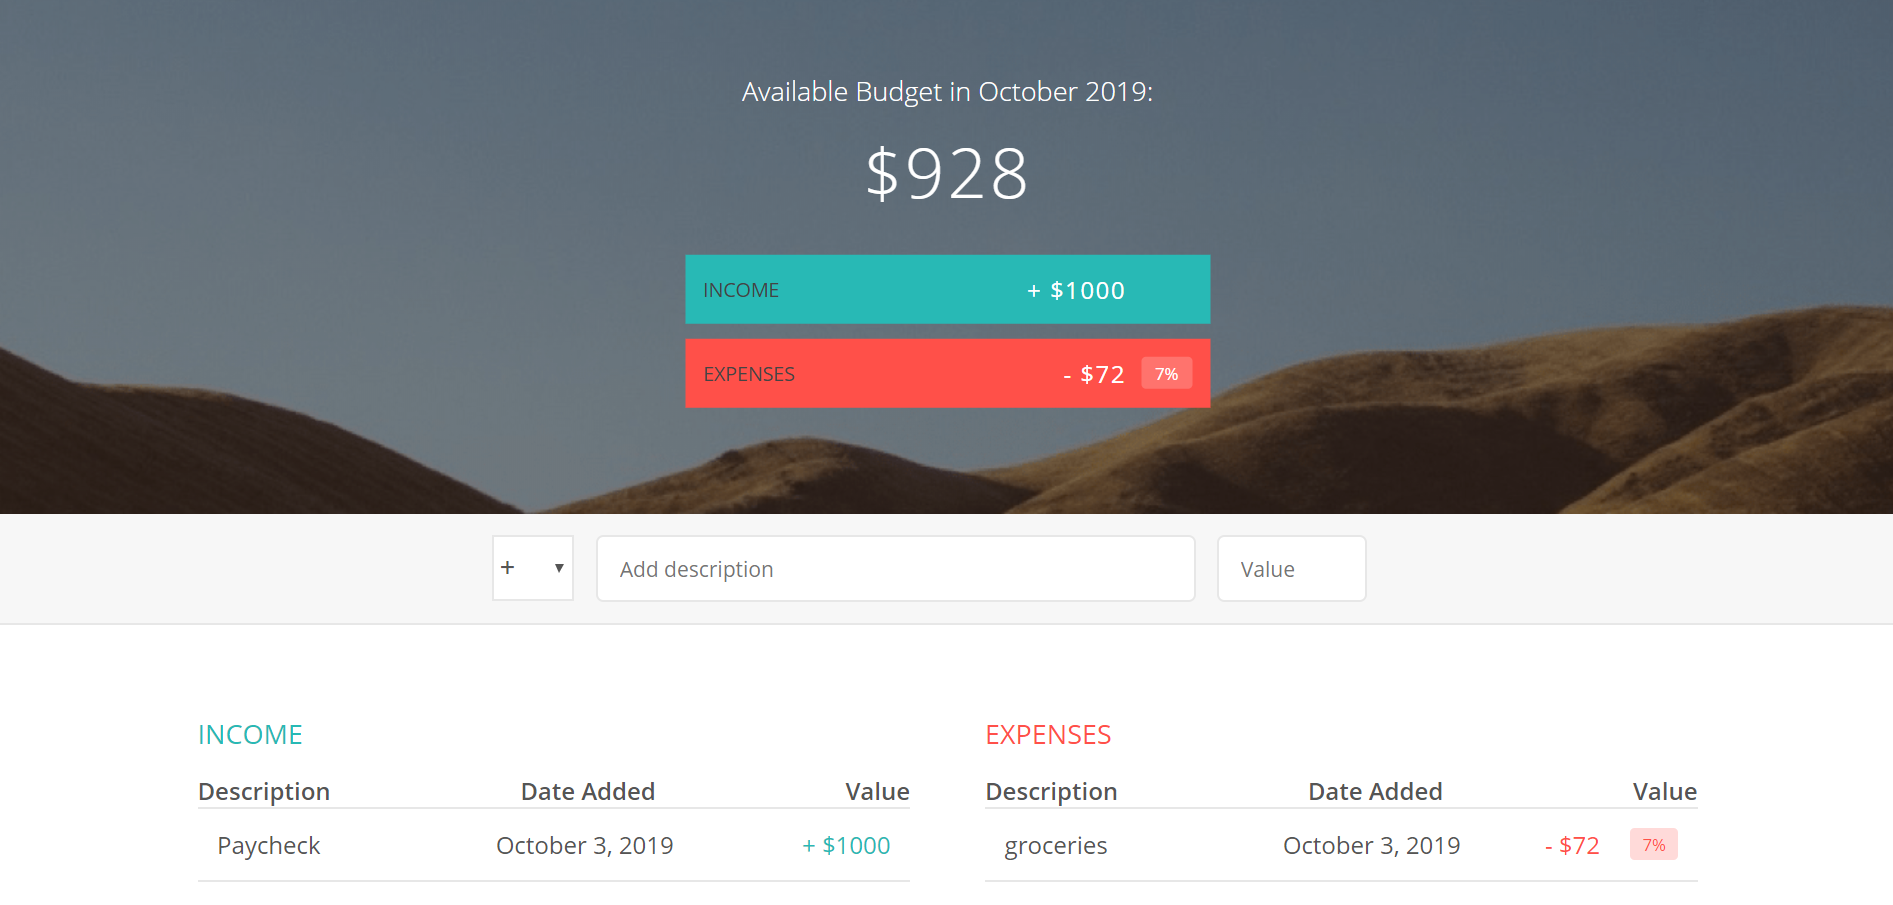 Available Budget in October 2019:
$928
INCOME + $1000
EXPENSES - $72 7%
+ ▼ Add description Value
INCOME
Description Date Added Value
Paycheck October 3, 2019 + $1000
EXPENSES
Description Date Added Value
groceries October 3, 2019 - $72 7%